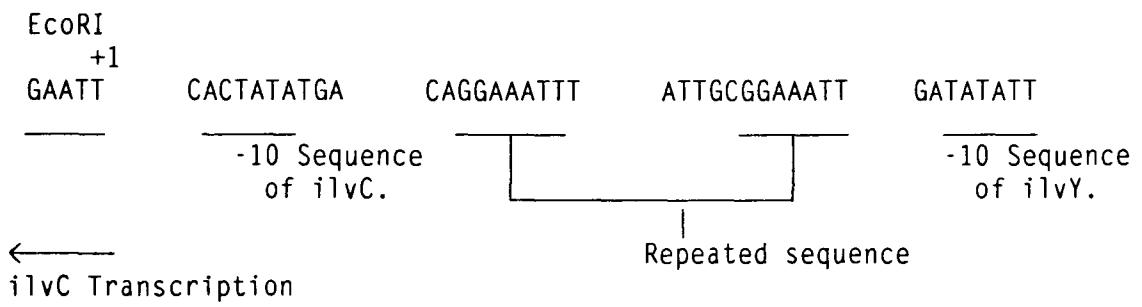 EcoRI
+1
GAATT CACTATATGA CAGGAAATTT ATTGCGGAAATT GATATATT
-10 Sequence of ilvC.
-10 Sequence of ilvY.
Repeated sequence
ilvC Transcription